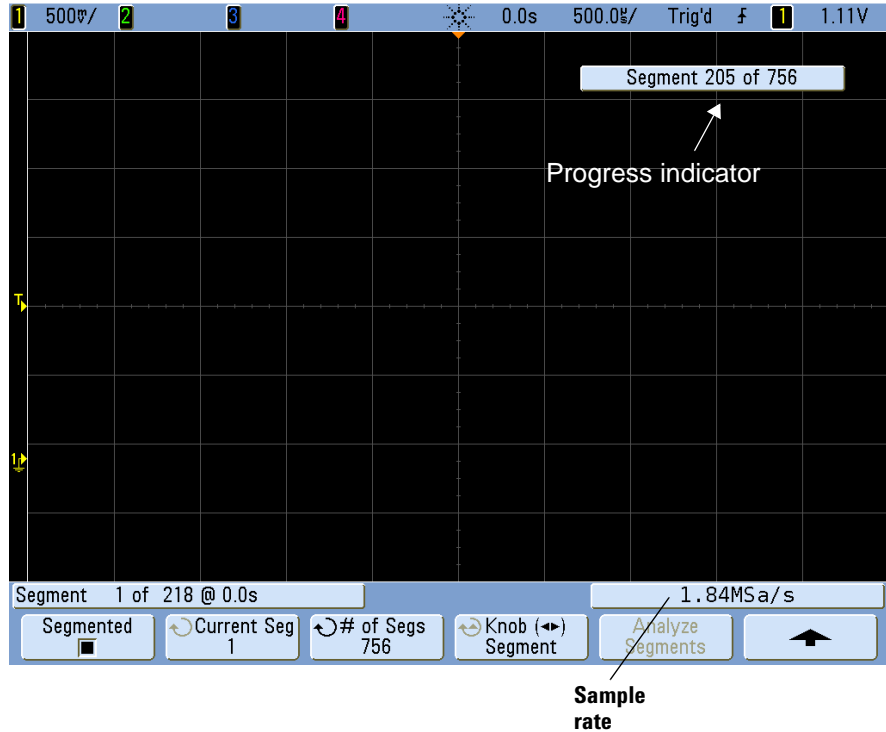 1 500mV/ 2 3 4 0.0s 500.0µs/ Trig'd 1 1.11V
Segment 205 of 756
Progress indicator
T
1
Segment 1 of 218 @ 0.0s 1.84MSa/s
Segmented Current Seg # of Segs Knob (◄►) Analyze
1 756 Segment Segments
Sample
rate